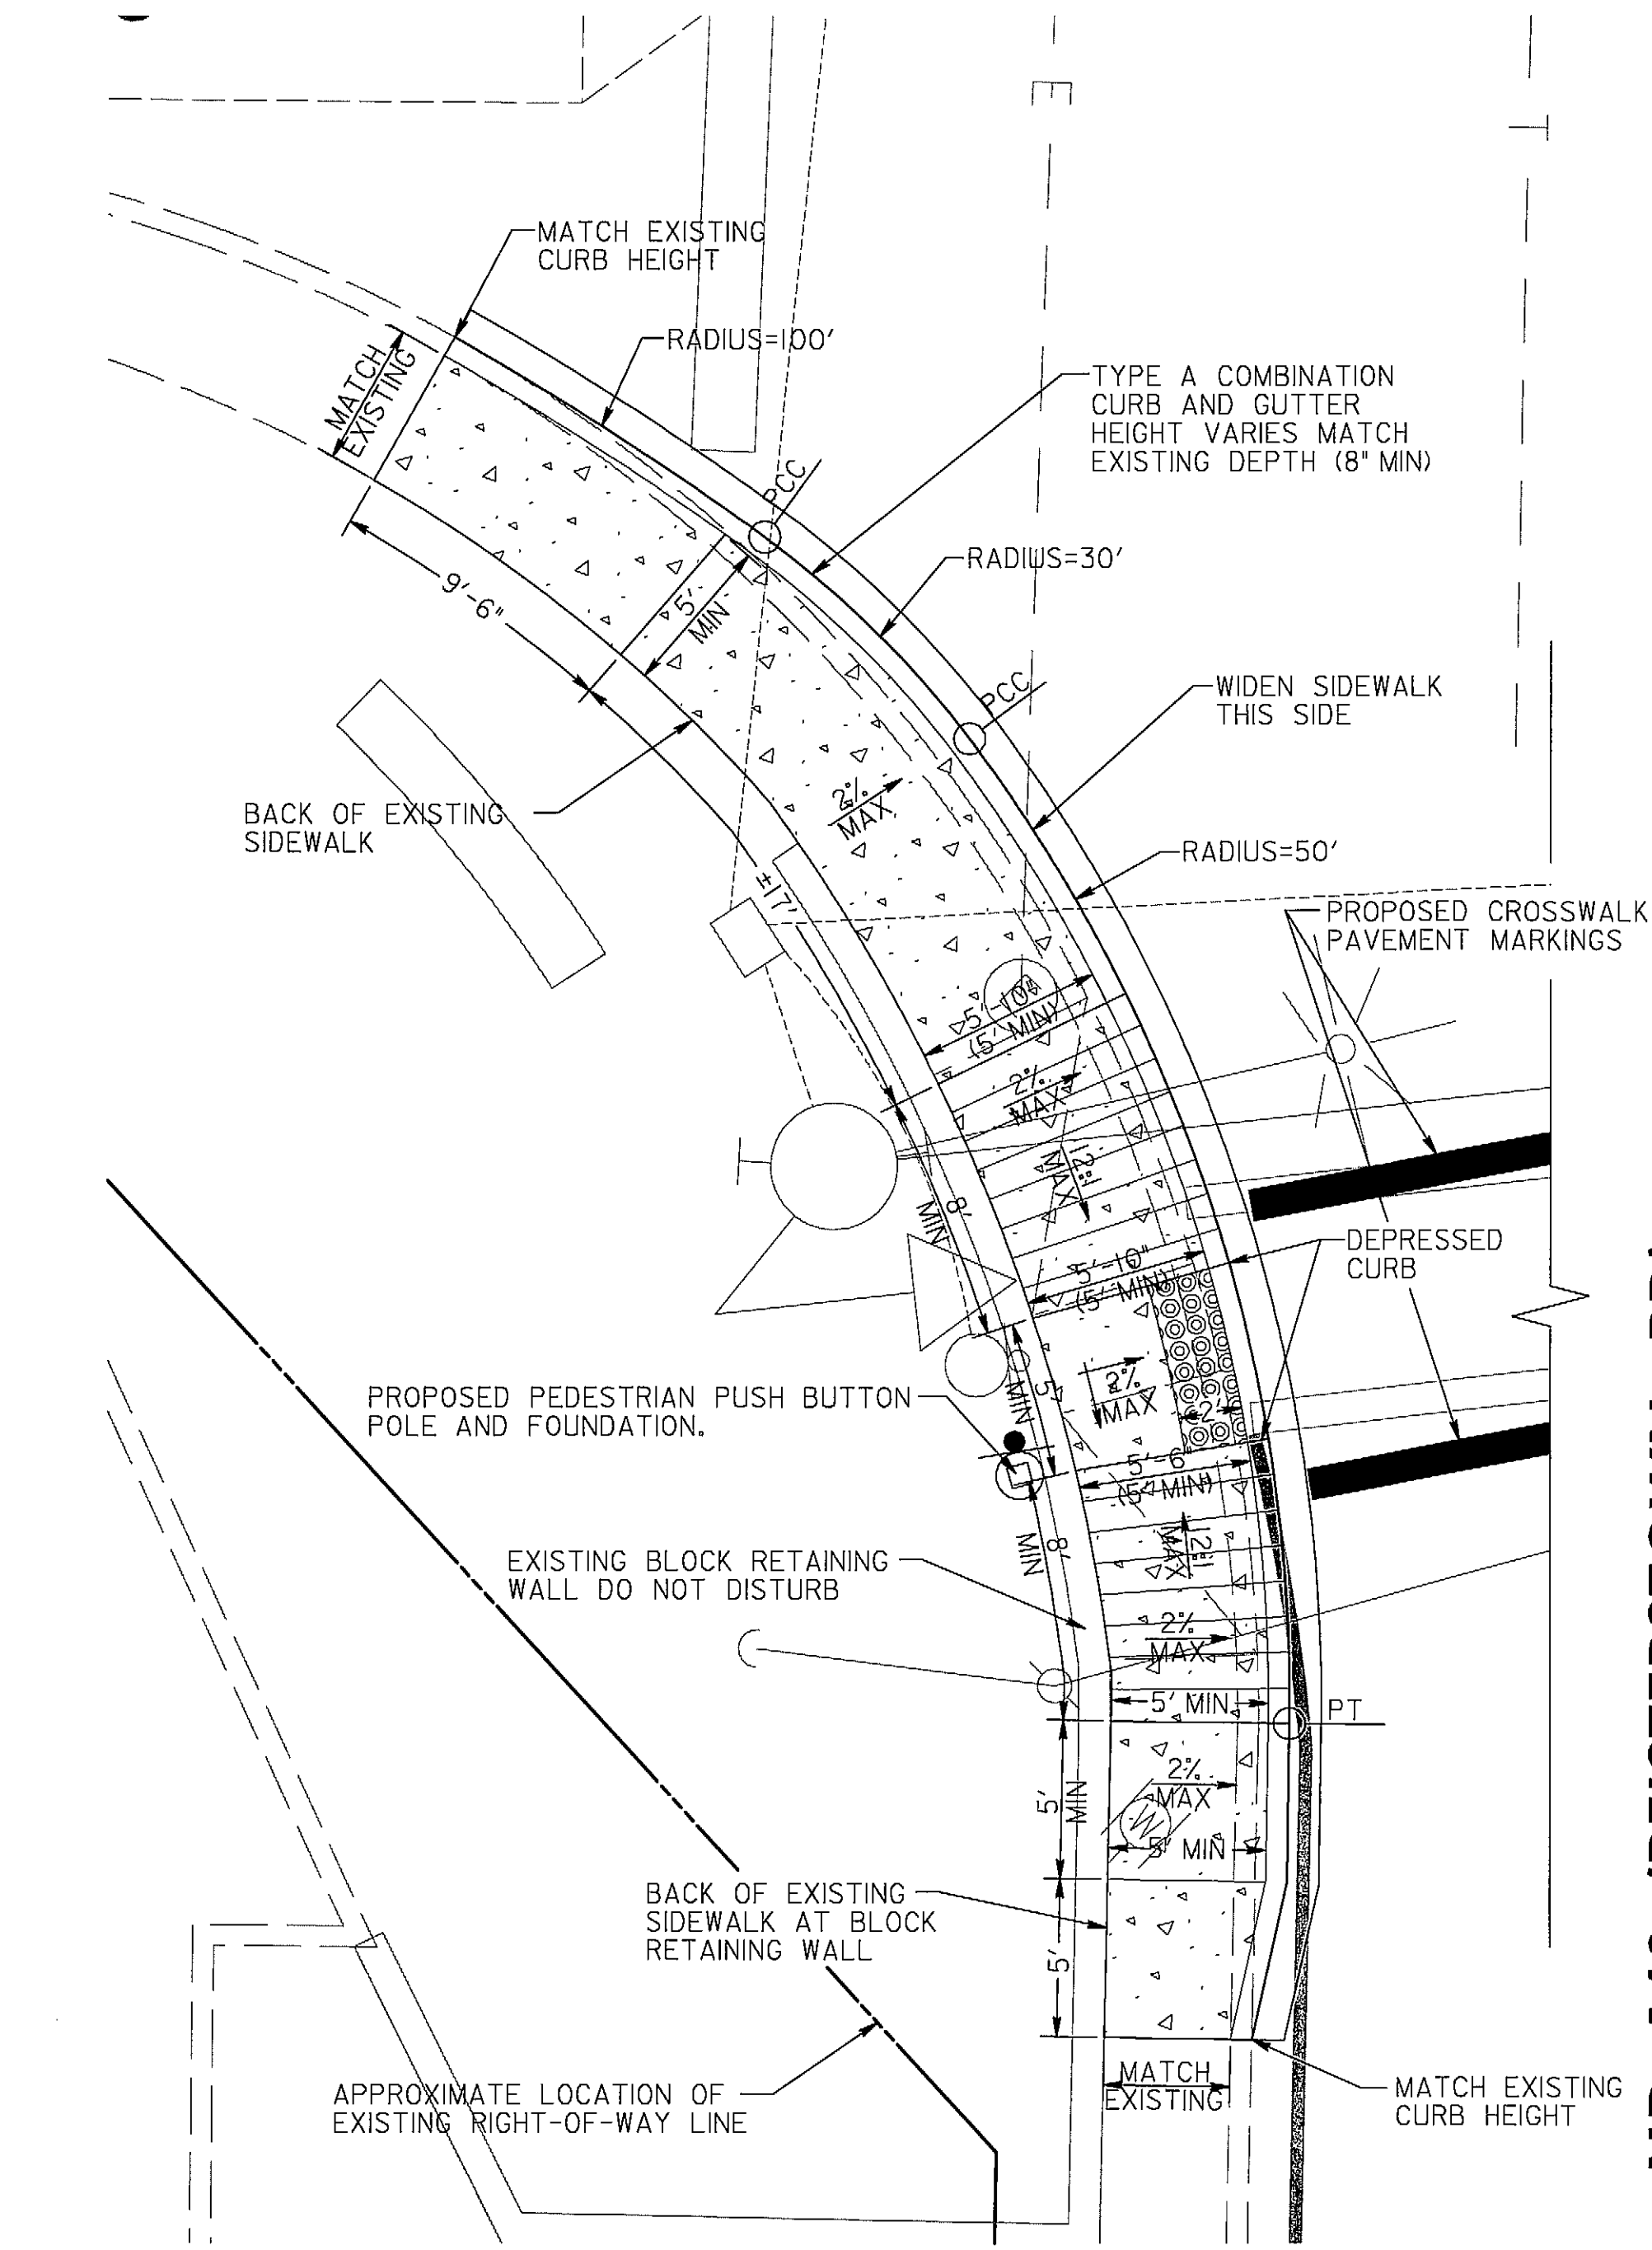 E
T
MATCH EXISTING
CURB HEIGHT
RADIUS=100'
MATCH
EXISTING
TYPE A COMBINATION
CURB AND GUTTER
HEIGHT VARIES MATCH
EXISTING DEPTH (8" MIN)
PCC
RADIUS=30'
9'-6"
5'
MIN
PCC
WIDEN SIDEWALK
THIS SIDE
BACK OF EXISTING
SIDEWALK
2%
MAX
RADIUS=50'
±17'
PROPOSED CROSSWALK
PAVEMENT MARKINGS
5'-10"
(5' MIN)
2%
MAX
12:1
MAX
8'
MIN
DEPRESSED
CURB
5'-10"
(5' MIN)
PROPOSED PEDESTRIAN PUSH BUTTON
POLE AND FOUNDATION.
5'
MIN
2%
MAX
2'
5'-6"
(5' MIN)
EXISTING BLOCK RETAINING
WALL DO NOT DISTURB
8'
MIN
12:1
MAX
2%
MAX
5' MIN
PT
5'
MIN
2%
MAX
W
5' MIN
BACK OF EXISTING
SIDEWALK AT BLOCK
RETAINING WALL
5'
APPROXIMATE LOCATION OF
EXISTING RIGHT-OF-WAY LINE
MATCH
EXISTING
MATCH EXISTING
CURB HEIGHT